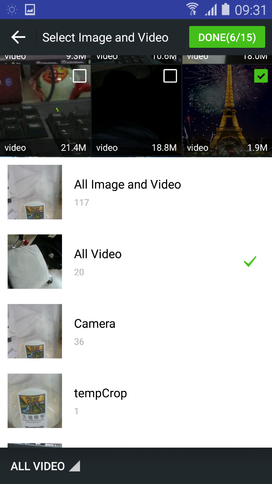 09:31
Select Image and Video
DONE(6/15)
video 9.3M video 10.6M video 18.0M
video 21.4M video 18.8M video 1.9M
All Image and Video
117
All Video
20
Camera
36
tempCrop
1
ALL VIDEO